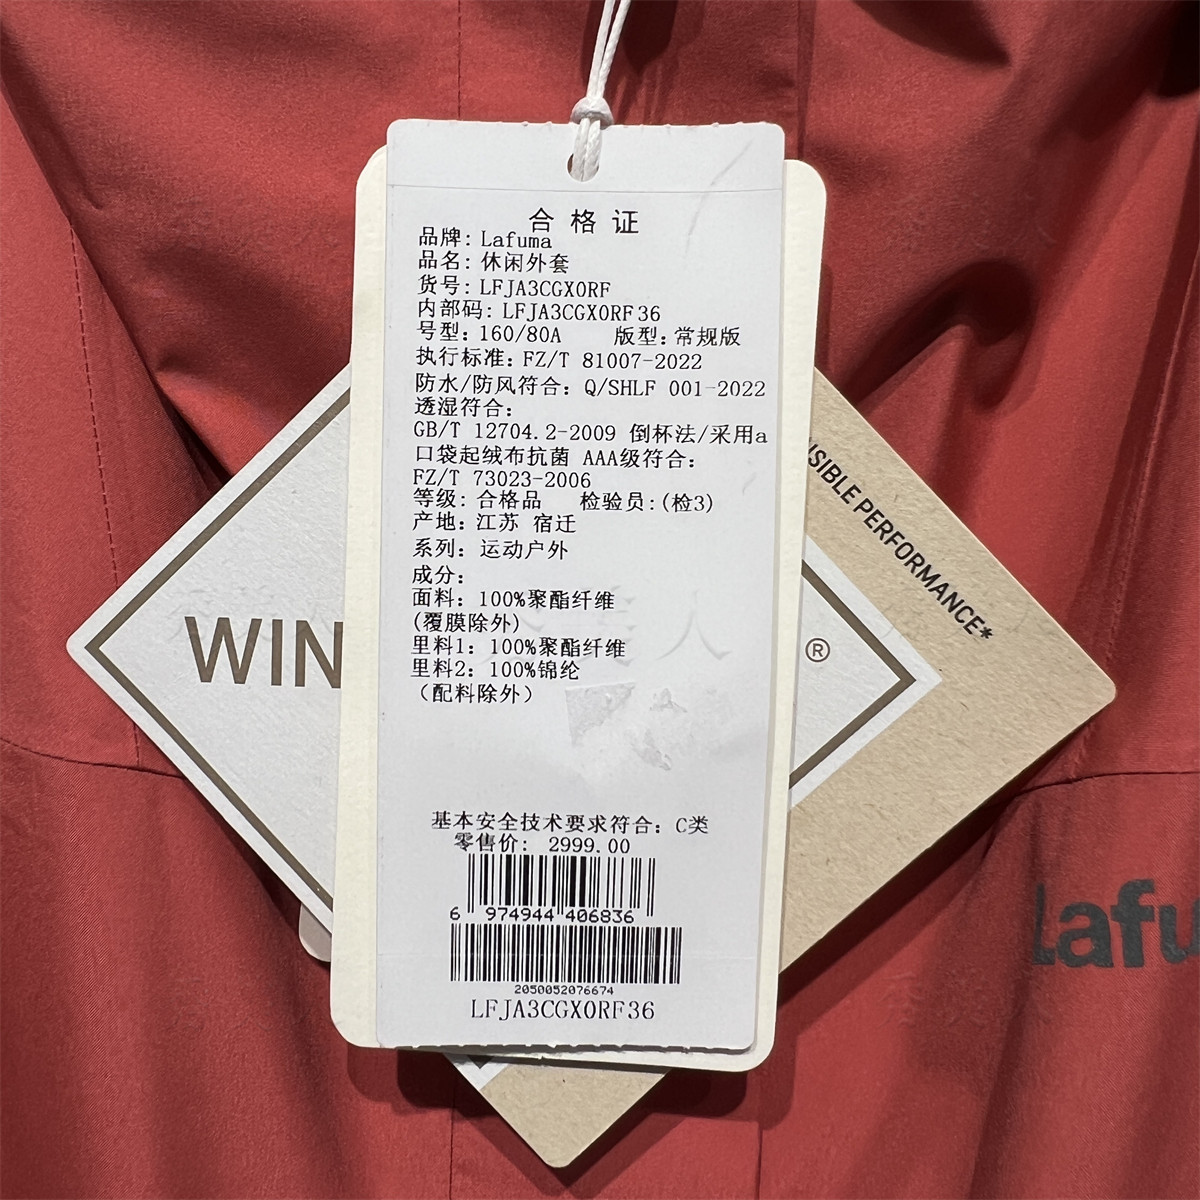 合格证
品牌: Lafuma
品名: 休闲外套
货号: LFJA3CGX0RF
内部码: LFJA3CGX0RF36
号型: 160/80A 版型: 常规版
执行标准: FZ/T 81007-2022
防水/防风符合: Q/SHLF 001-2022
透湿符合:
GB/T 12704.2-2009 倒杯法/采用a
口袋起绒布抗菌 AAA级符合:
FZ/T 73023-2006
等级: 合格品 检验员:(检3)
产地: 江苏 宿迁
系列: 运动户外
成分:
面料: 100%聚酯纤维
(覆膜除外)
里料1: 100%聚酯纤维
里料2: 100%锦纶
(配料除外)
基本安全技术要求符合: C类
零售价: 2999.00
6 974944 406836
2050052076674
LFJA3CGX0RF36
WIN
®
SIBLE PERFORMANCE*
Lafu